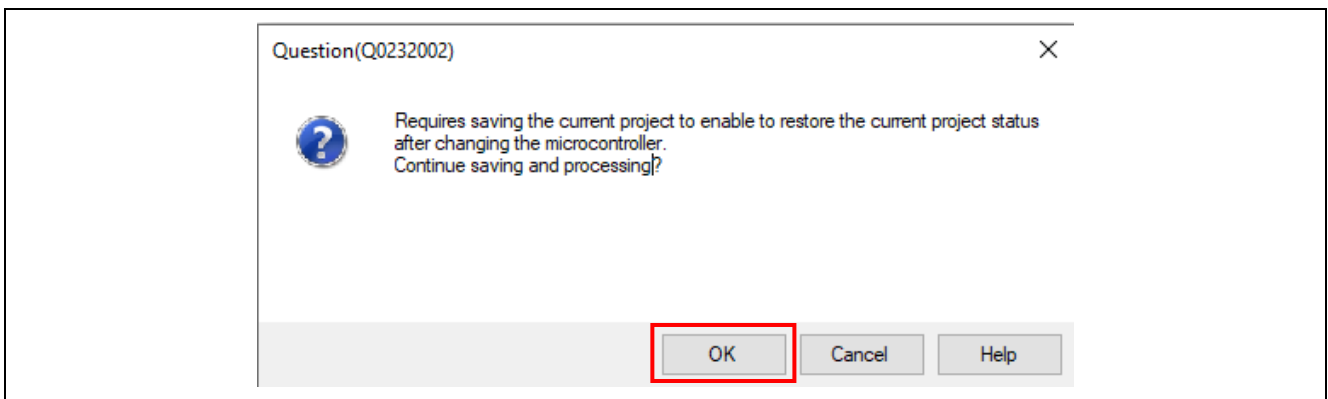 Question(Q0232002)
Requires saving the current project to enable to restore the current project status
after changing the microcontroller.
Continue saving and processing?
OK
Cancel
Help